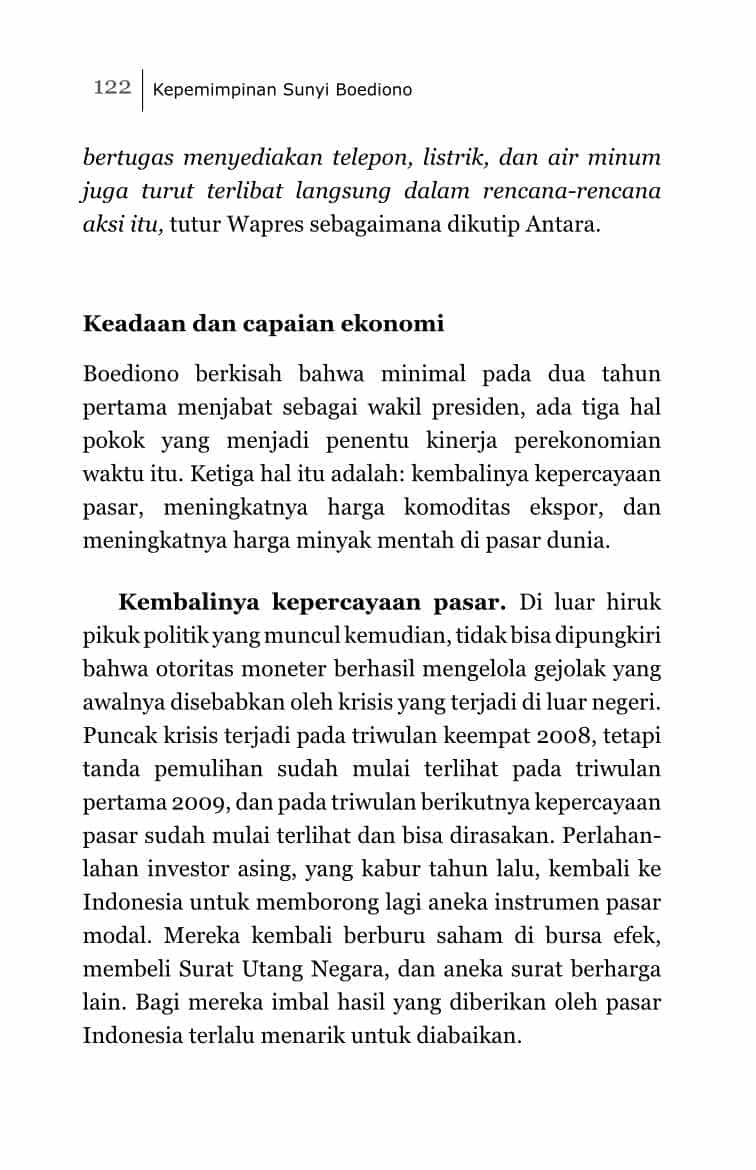 122 Kepemimpinan Sunyi Boediono
bertugas menyediakan telepon, listrik, dan air minum
juga turut terlibat langsung dalam rencana-rencana
aksi itu, tutur Wapres sebagaimana dikutip Antara.
Keadaan dan capaian ekonomi
Boediono berkisah bahwa minimal pada dua tahun
pertama menjabat sebagai wakil presiden, ada tiga hal
pokok yang menjadi penentu kinerja perekonomian
waktu itu. Ketiga hal itu adalah: kembalinya kepercayaan
pasar, meningkatnya harga komoditas ekspor, dan
meningkatnya harga minyak mentah di pasar dunia.
Kembalinya kepercayaan pasar. Di luar hiruk
pikuk politik yang muncul kemudian, tidak bisa dipungkiri
bahwa otoritas moneter berhasil mengelola gejolak yang
awalnya disebabkan oleh krisis yang terjadi di luar negeri.
Puncak krisis terjadi pada triwulan keempat 2008, tetapi
tanda pemulihan sudah mulai terlihat pada triwulan
pertama 2009, dan pada triwulan berikutnya kepercayaan
pasar sudah mulai terlihat dan bisa dirasakan. Perlahan-
lahan investor asing, yang kabur tahun lalu, kembali ke
Indonesia untuk memborong lagi aneka instrumen pasar
modal. Mereka kembali berburu saham di bursa efek,
membeli Surat Utang Negara, dan aneka surat berharga
lain. Bagi mereka imbal hasil yang diberikan oleh pasar
Indonesia terlalu menarik untuk diabaikan.